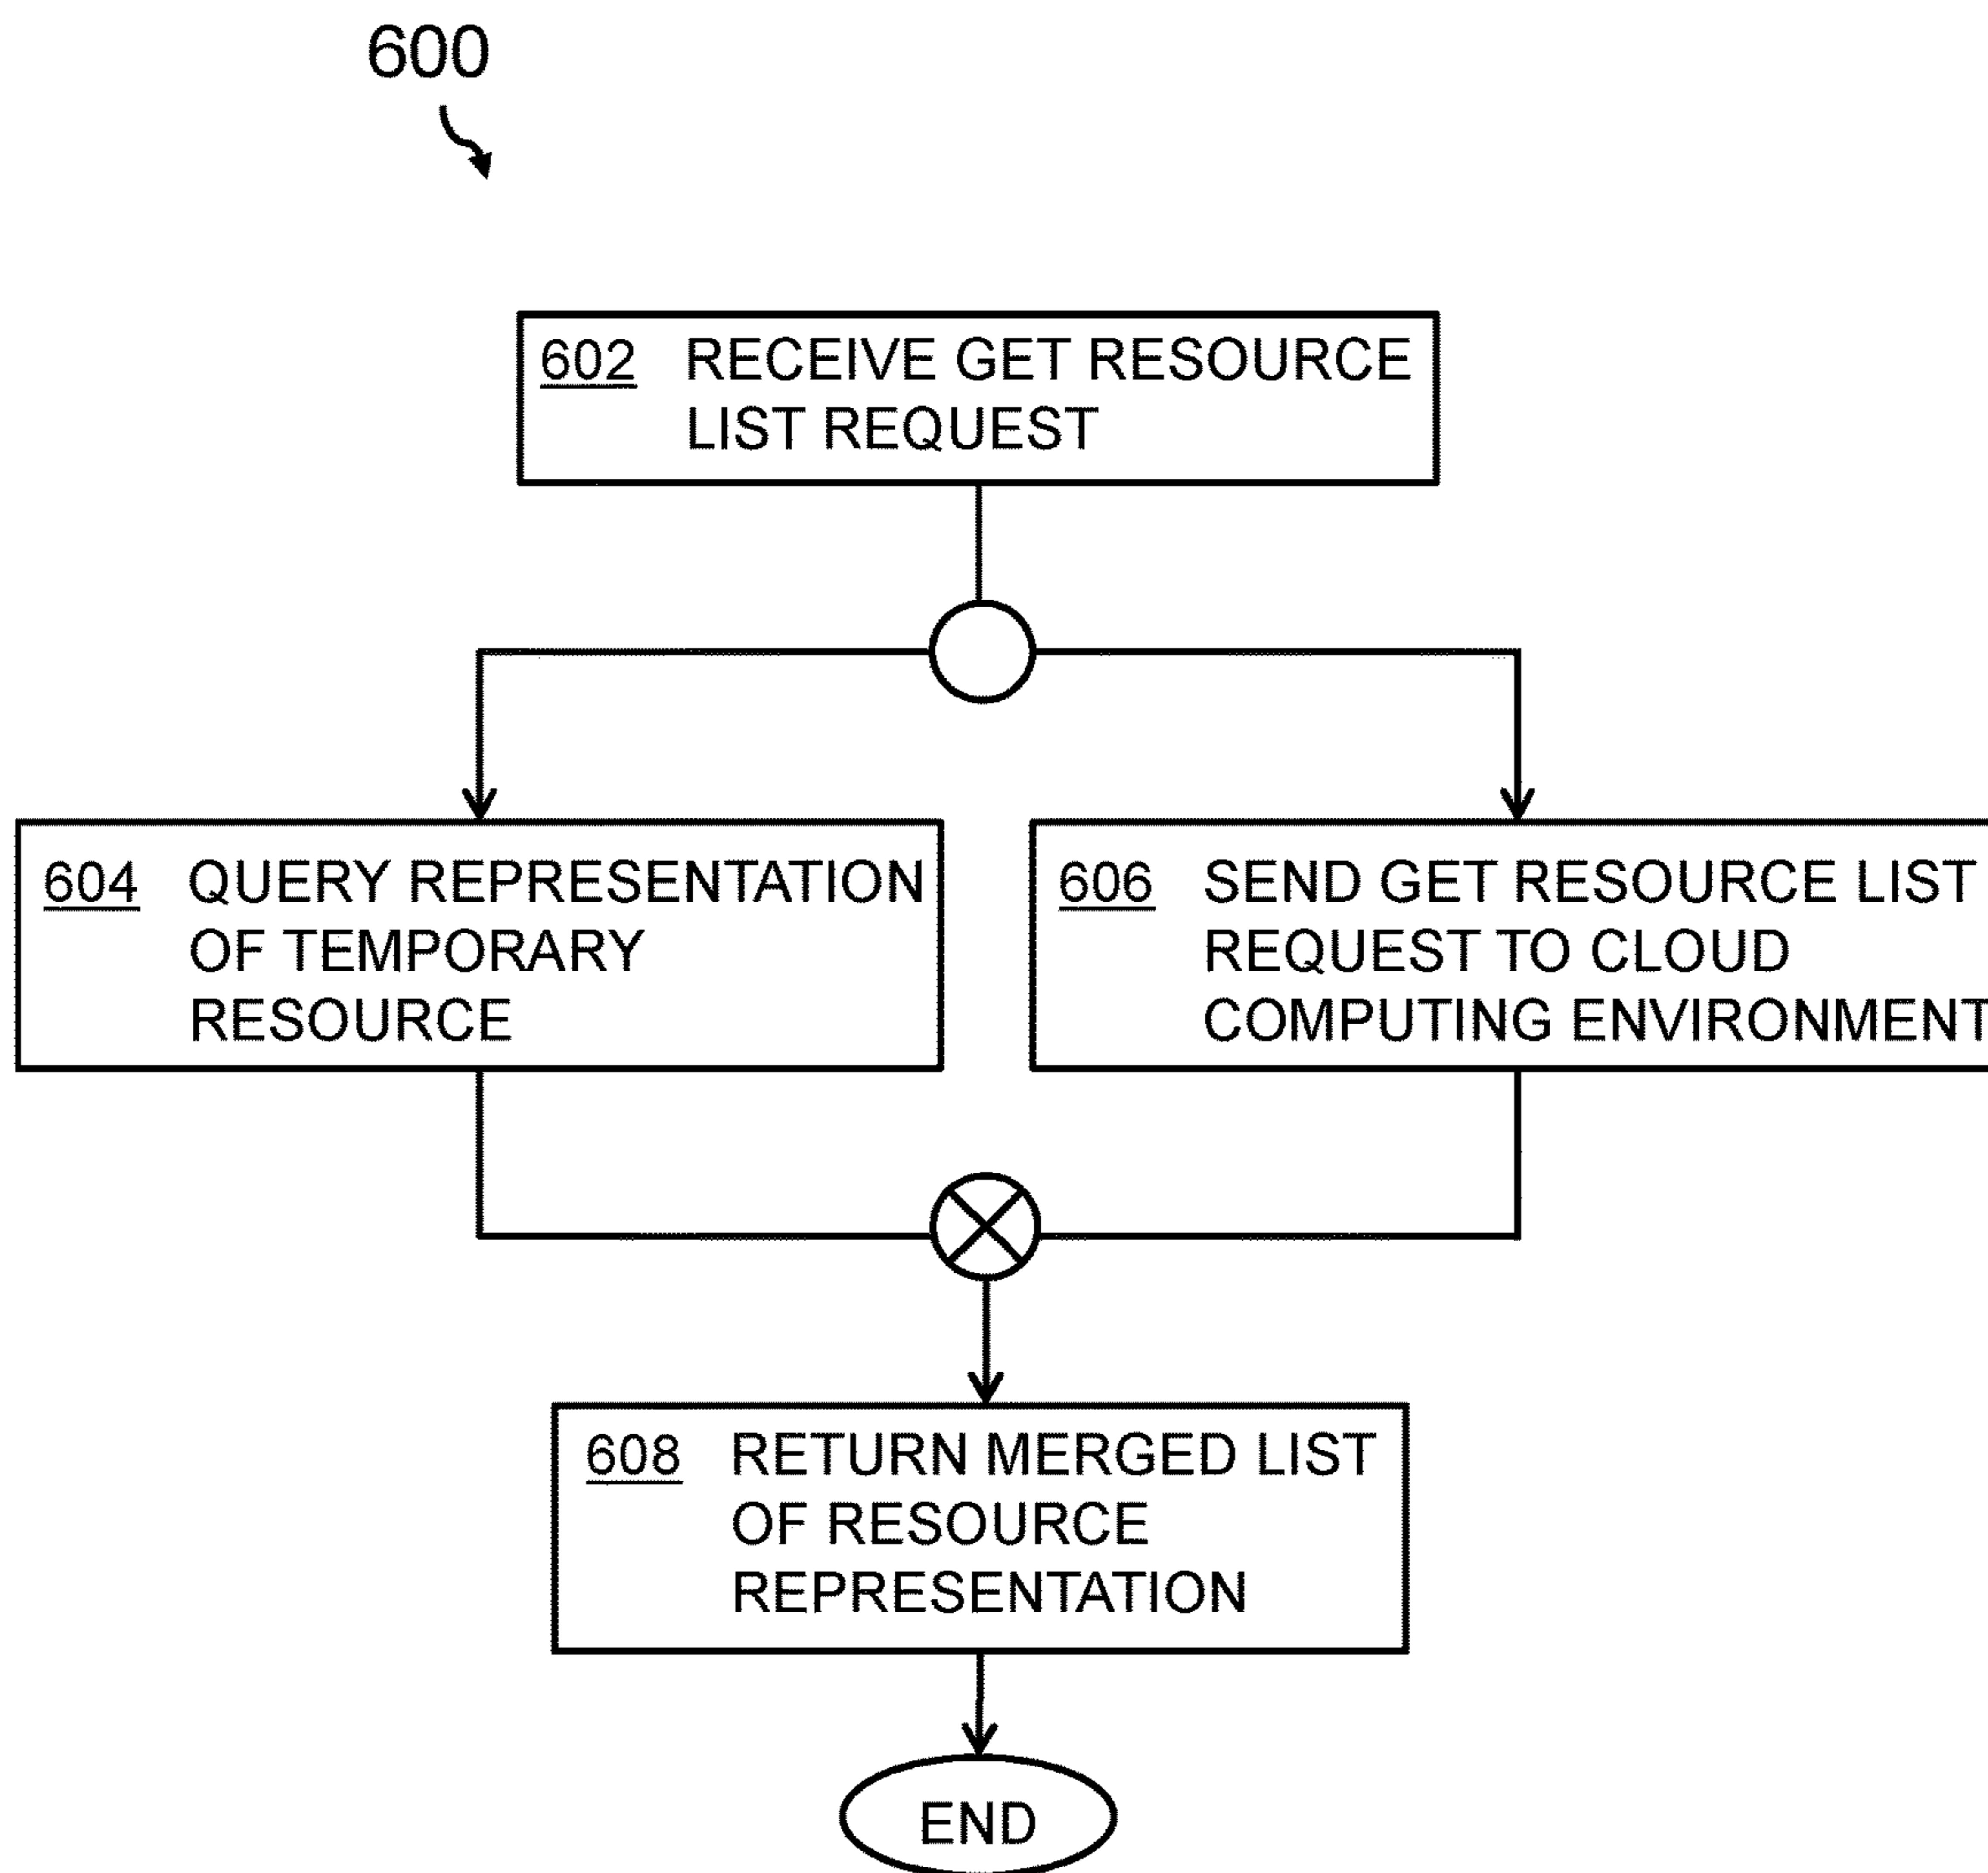 600
602 RECEIVE GET RESOURCE
LIST REQUEST
604 QUERY REPRESENTATION
OF TEMPORARY
RESOURCE
606 SEND GET RESOURCE LIST
REQUEST TO CLOUD
COMPUTING ENVIRONMENT
608 RETURN MERGED LIST
OF RESOURCE
REPRESENTATION
END